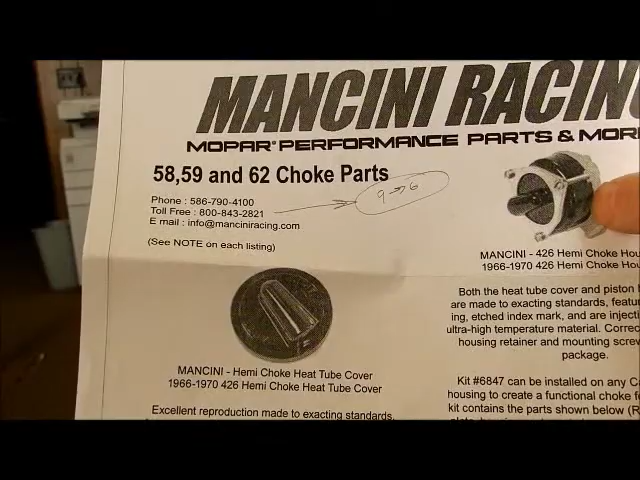 MANCINI RACING
MOPAR® PERFORMANCE PARTS & MOR
58,59 and 62 Choke Parts
Phone : 586-790-4100
Toll Free : 800-843-2821
E mail : info@manciniracing.com
9→6
(See NOTE on each listing)
MANCINI - Hemi Choke Heat Tube Cover
1966-1970 426 Hemi Choke Heat Tube Cover
Excellent reproduction made to exacting standards,
MANCINI - 426 Hemi Choke Hou
1966-1970 426 Hemi Choke Hou
Both the heat tube cover and piston h
are made to exacting standards, featur
ing, etched index mark, and are injecti
ultra-high temperature material. Correc
housing retainer and mounting screw
package.
Kit #6847 can be installed on any Ca
housing to create a functional choke f
kit contains the parts shown below (R